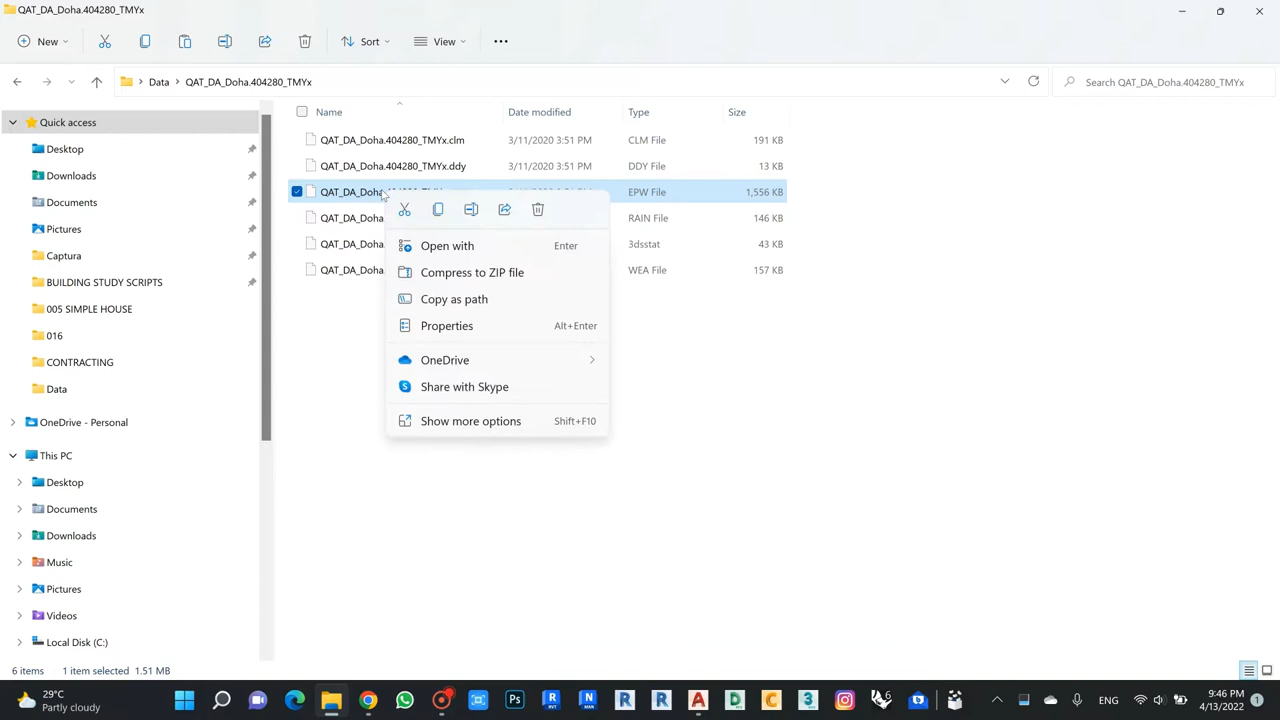 QAT_DA_Doha.404280_TMYx
New
Sort
View
Data
QAT_DA_Doha.404280_TMYx
Search QAT_DA_Doha.404280_TMYx
Quick access
Desktop
Downloads
Documents
Pictures
Captura
BUILDING STUDY SCRIPTS
005 SIMPLE HOUSE
016
CONTRACTING
Data
OneDrive - Personal
This PC
Desktop
Documents
Downloads
Music
Pictures
Videos
Local Disk (C:)
Name Date modified Type Size
QAT_DA_Doha.404280_TMYx.clm 3/11/2020 3:51 PM CLM File 191 KB
QAT_DA_Doha.404280_TMYx.ddy 3/11/2020 3:51 PM DDY File 13 KB
QAT_DA_Doha EPW File 1,556 KB
QAT_DA_Doha. RAIN File 146 KB
QAT_DA_Doha. 3dsstat 43 KB
QAT_DA_Doha. WEA File 157 KB
Open with Enter
Compress to ZIP file
Copy as path
Properties Alt+Enter
OneDrive
Share with Skype
Show more options Shift+F10
6 items 1 item selected 1.51 MB
29°C
Partly cloudy
Ps
R
RVT
N
MAN
R
R
A
D
C
3
ENG
9:46 PM
4/13/2022
1